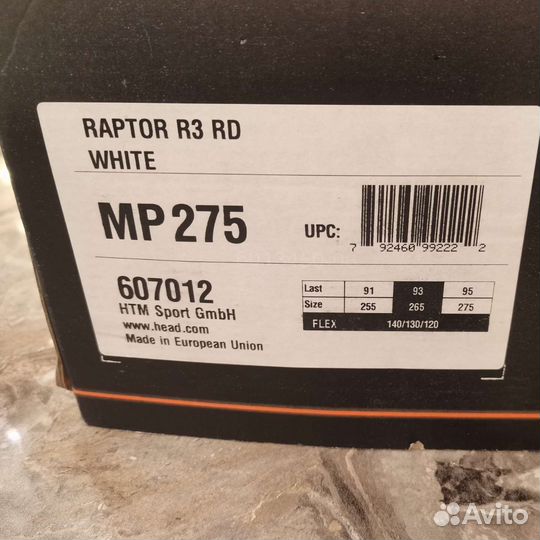 RAPTOR R3 RD
WHITE
MP 275
UPC:
7 92460 99222 2
607012
HTM Sport GmbH
www.head.com
Made in European Union
Last 91 93 95
Size 255 265 275
FLEX 140/130/120
Avito